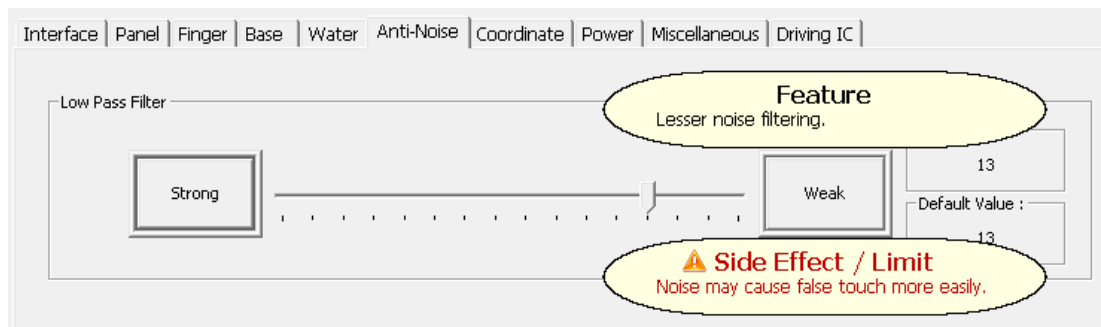 Interface Panel Finger Base Water Anti-Noise Coordinate Power Miscellaneous Driving IC
Low Pass Filter
Feature
Lesser noise filtering.
Strong
Weak
13
Default Value :
13
Side Effect / Limit
Noise may cause false touch more easily.